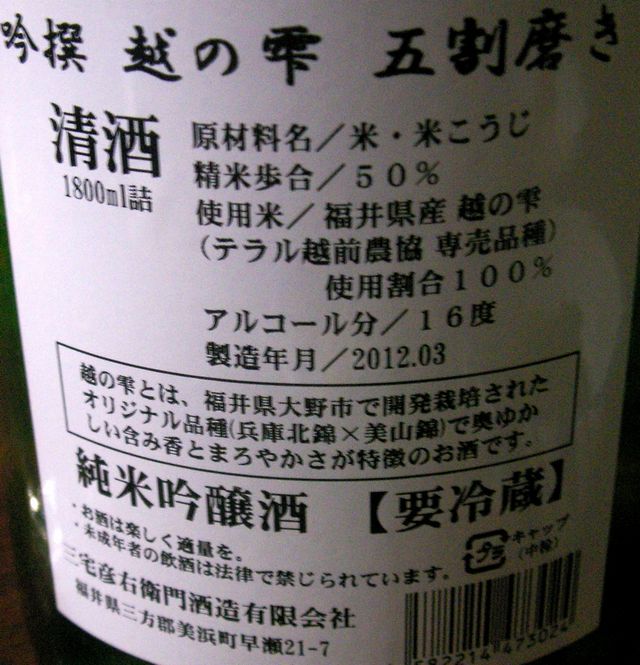 吟撰 越の雫 五割磨き
清酒
1800ml詰
原材料名／米・米こうじ
精米歩合／５０％
使用米／福井県産 越の雫
（テラル越前農協 専売品種）
使用割合１００％
アルコール分／１６度
製造年月／2012.03
越の雫とは、福井県大野市で開発栽培された
オリジナル品種(兵庫北錦×美山錦)で奥ゆか
しい含み香とまろやかさが特徴のお酒です。
純米吟醸酒 【要冷蔵】
・お酒は楽しく適量を。
・未成年者の飲酒は法律で禁じられています。
プラ
キャップ
（中栓）
三宅彦右衛門酒造有限会社
福井県三方郡美浜町早瀬21-7